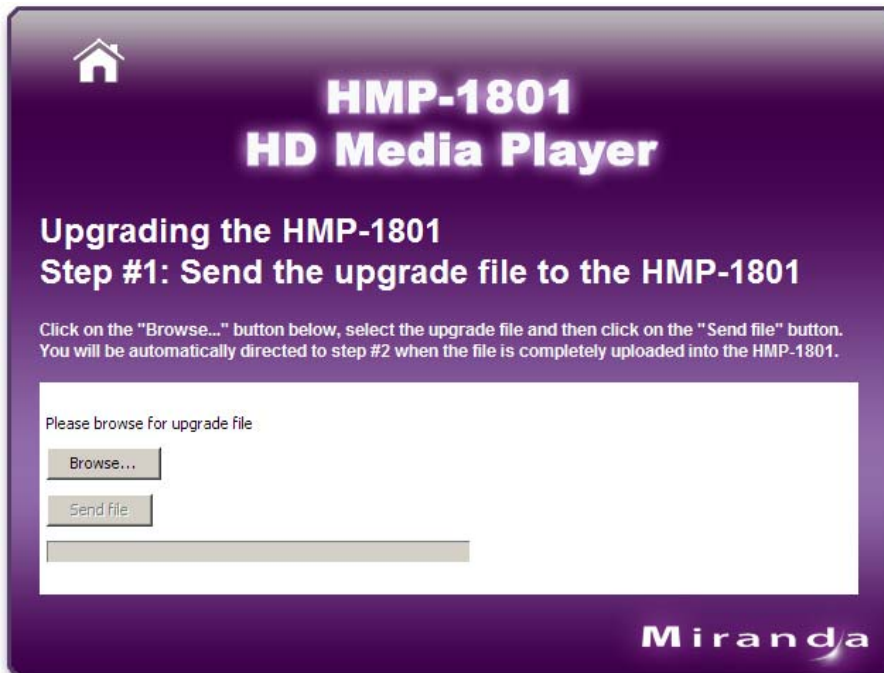 HMP-1801
HD Media Player
Upgrading the HMP-1801
Step #1: Send the upgrade file to the HMP-1801
Click on the "Browse..." button below, select the upgrade file and then click on the "Send file" button.
You will be automatically directed to step #2 when the file is completely uploaded into the HMP-1801.
Please browse for upgrade file
Browse...
Send file
Miranda